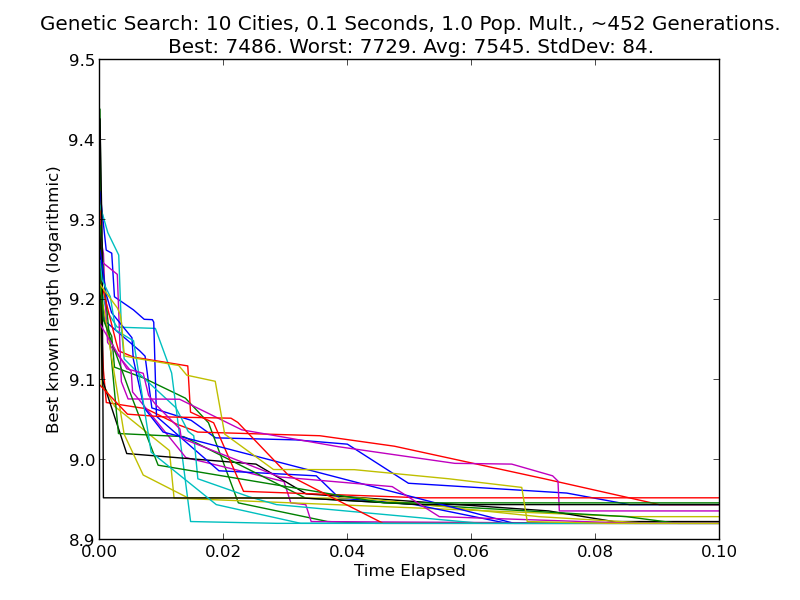 Genetic Search: 10 Cities, 0.1 Seconds, 1.0 Pop. Mult., ~452 Generations.
Best: 7486. Worst: 7729. Avg: 7545. StdDev: 84.
9.5
9.4
9.3
9.2
9.1
9.0
8.9
Best known length (logarithmic)
0.00 0.02 0.04 0.06 0.08 0.10
Time Elapsed